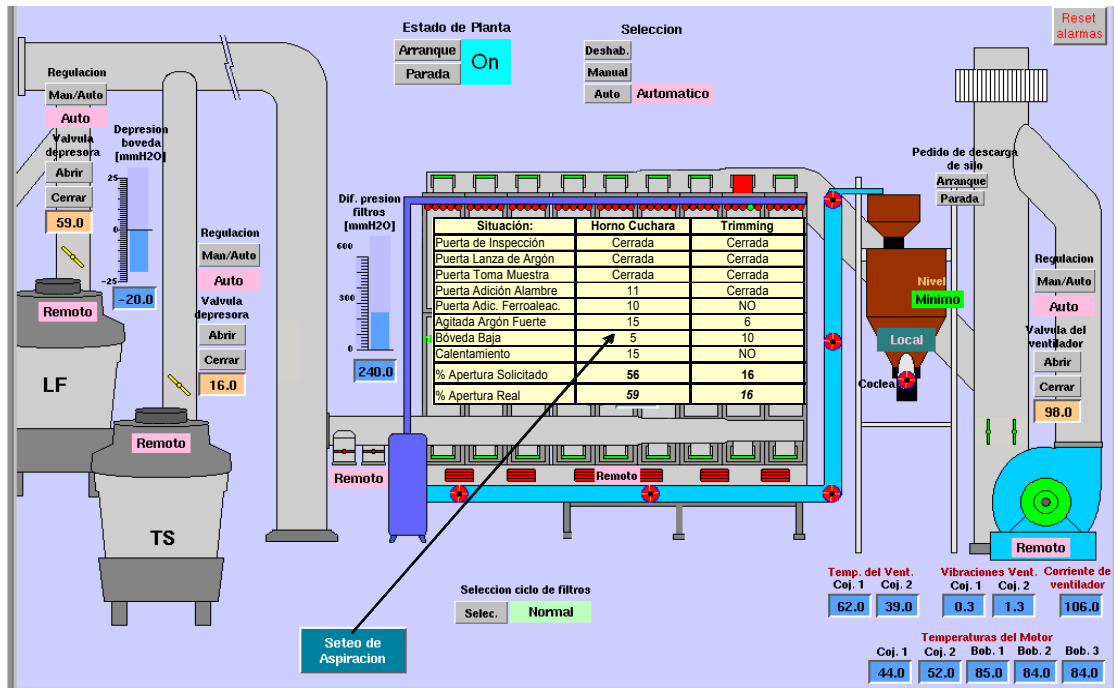 Reset
alarmas
Estado de Planta
Arranque
Parada
On
Seleccion
Deshab.
Manual
Auto
Automatico
Regulacion
Man/Auto
Auto
Valvula
depresora
Abrir
Cerrar
59.0
Depresion
boveda
[mmH2O]
25
0
-25
-20.0
Regulacion
Man/Auto
Auto
Valvula
depresora
Abrir
Cerrar
16.0
Remoto
LF
Remoto
TS
Dif. presion
filtros
[mmH2O]
600
300
0
240.0
Situación: Horno Cuchara Trimming
Puerta de Inspección Cerrada Cerrada
Puerta Lanza de Argón Cerrada Cerrada
Puerta Toma Muestra Cerrada Cerrada
Puerta Adición Alambre 11 Cerrada
Puerta Adic. Ferroaleac. 10 NO
Agitada Argón Fuerte 15 6
Bóveda Baja 5 10
Calentamiento 15 NO
% Apertura Solicitado 56 16
% Apertura Real 59 16
Remoto
Remoto
Pedido de descarga
de silo
Arranque
Parada
Nivel
Minimo
Local
Coclea
Regulacion
Man/Auto
Auto
Valvula del
ventilador
Abrir
Cerrar
98.0
Remoto
Seleccion ciclo de filtros
Selec.
Normal
Seteo de
Aspiracion
Temp. del Vent.
Coj. 1 Coj. 2
62.0 39.0
Vibraciones Vent.
Coj. 1 Coj. 2
0.3 1.3
Corriente de
ventilador
106.0
Temperaturas del Motor
Coj. 1 Coj. 2 Bob. 1 Bob. 2 Bob. 3
44.0 52.0 85.0 84.0 84.0